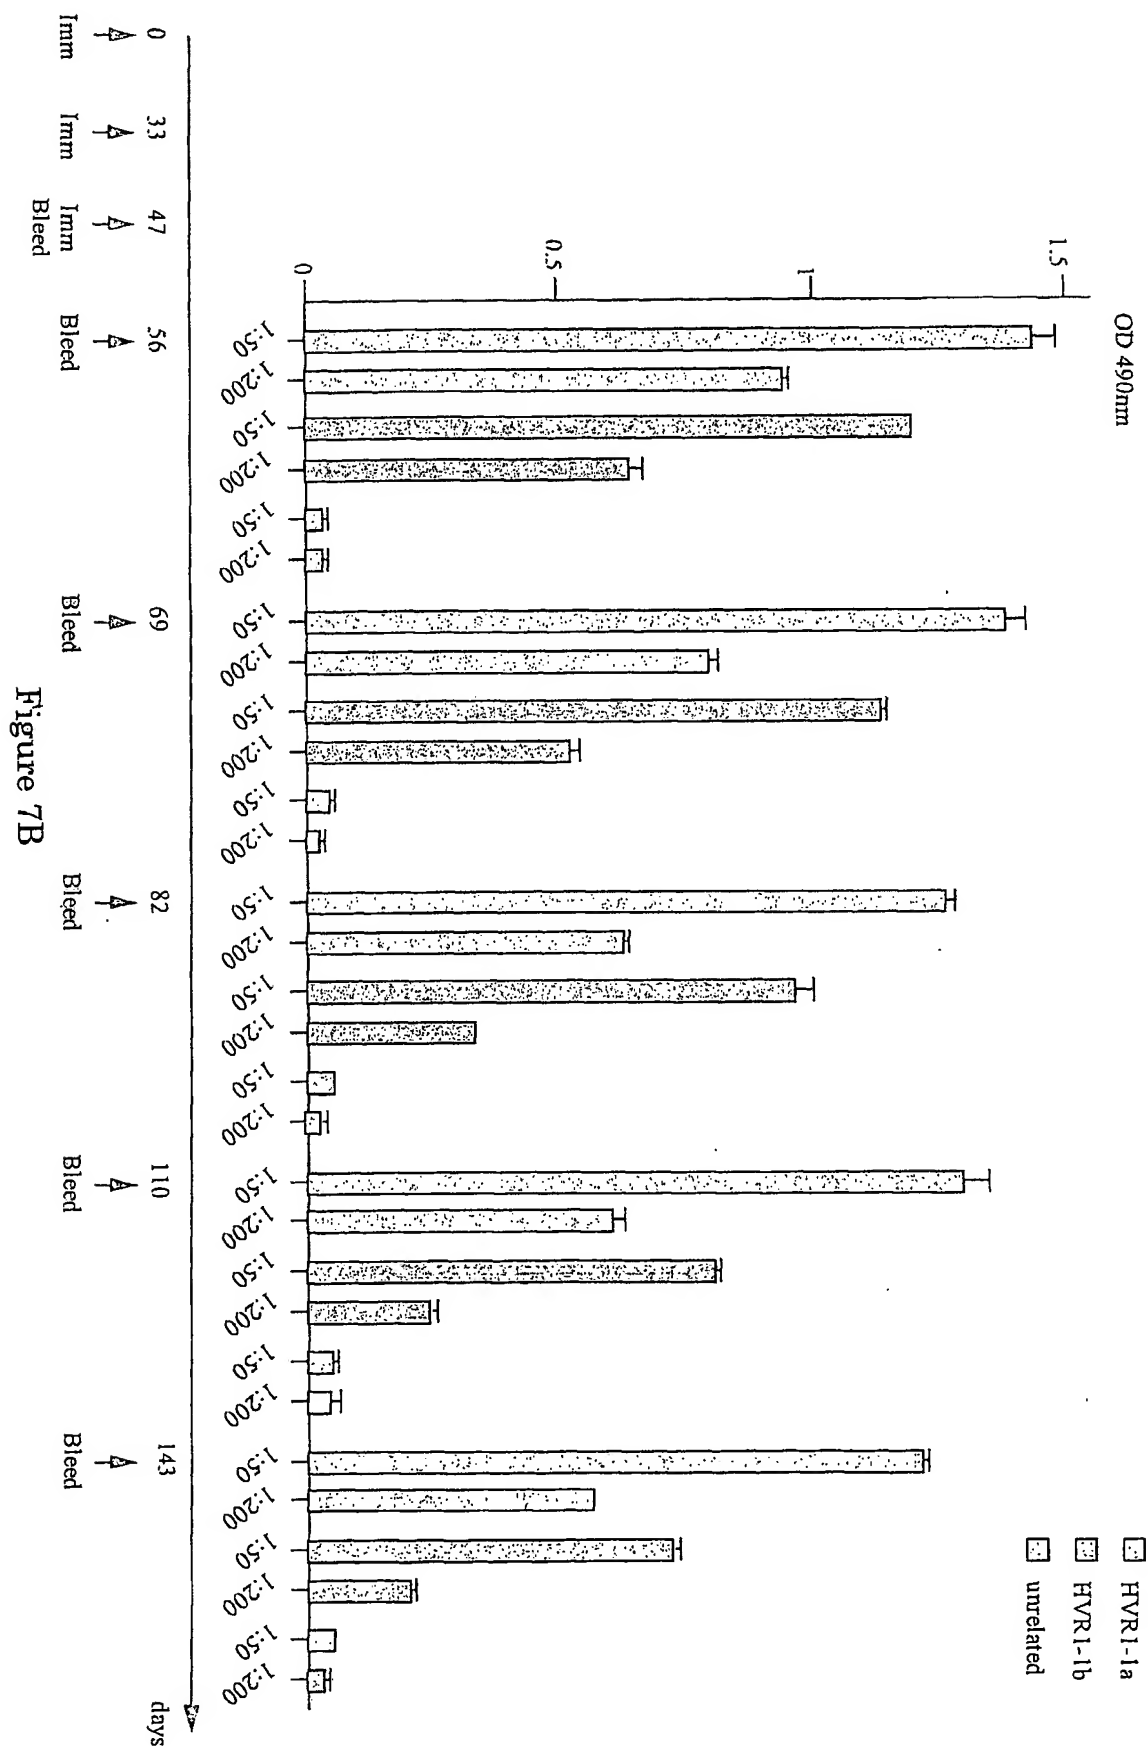 OD 490nm
HVR1-1a
HVR1-1b
unrelated
1.5
1
0.5
0
1:50 1:200 1:50 1:200 1:50 1:200 1:50 1:200 1:50 1:200 1:50 1:200 1:50 1:200 1:50 1:200 1:50 1:200 1:50 1:200 1:50 1:200 1:50 1:200 1:50 1:200 1:50 1:200 1:50 1:200
days
0 33 47 56 69 82 110 143
Imm Imm Imm Bleed Bleed Bleed Bleed Bleed
Bleed
Figure 7B